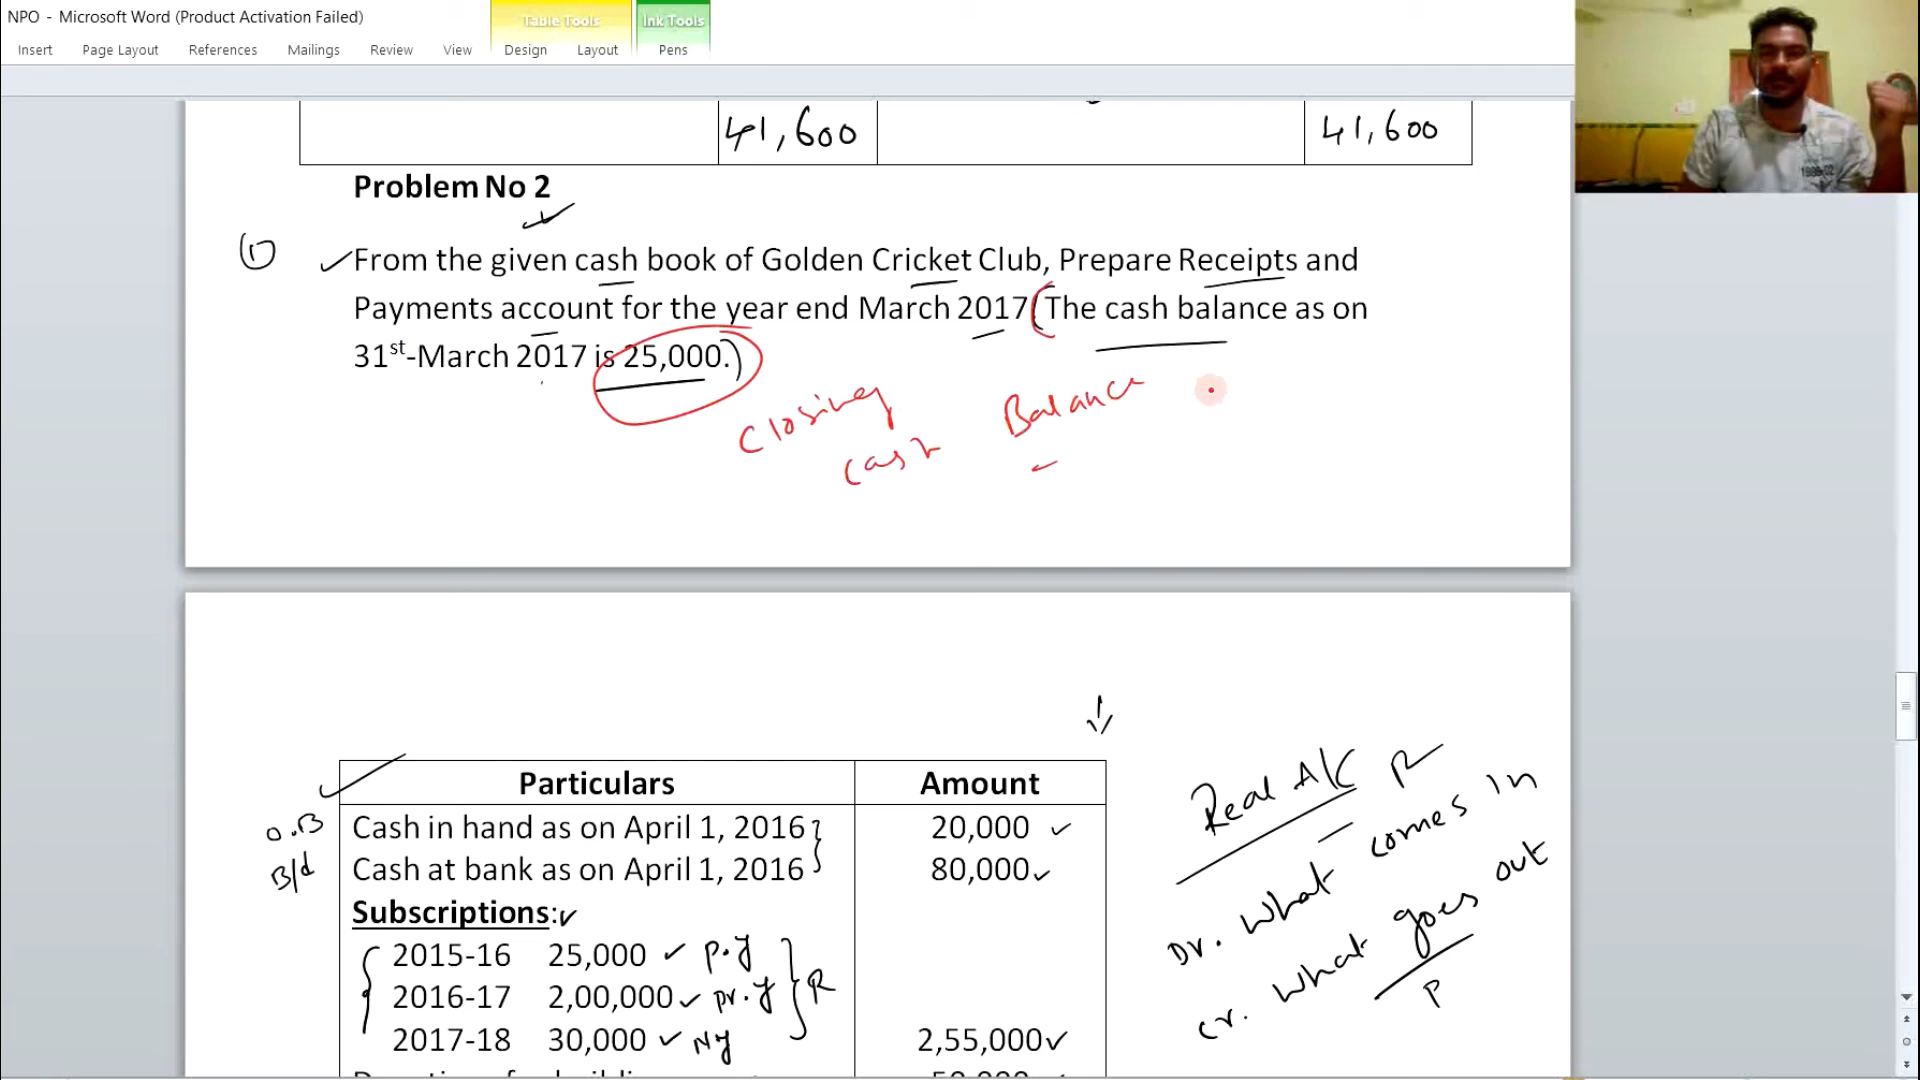 NPO - Microsoft Word (Product Activation Failed)
Table Tools
Ink Tools
Insert Page Layout References Mailings Review View Design Layout Pens
41,600 41,600
Problem No 2
(1) From the given cash book of Golden Cricket Club, Prepare Receipts and
Payments account for the year end March 2017(The cash balance as on
31st-March 2017 is 25,000.)
Closing
cash
Balance
Particulars Amount
O.B Cash in hand as on April 1, 2016 20,000
B/d Cash at bank as on April 1, 2016 80,000
Subscriptions:
2015-16 25,000 P.y
2016-17 2,00,000 Pr.y R
2017-18 30,000 Ny 2,55,000
Real A/C R
Dr. What comes in
Cr. What goes out
P
1986-02